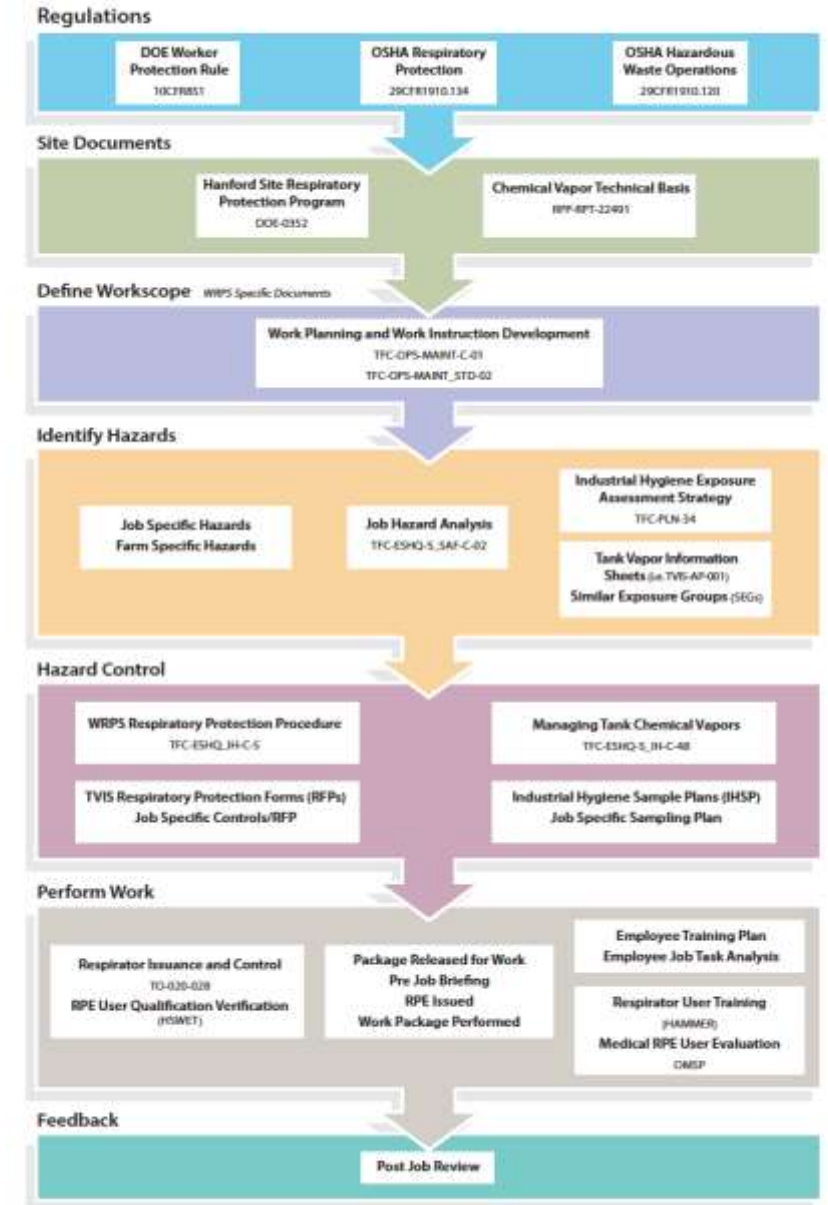 Regulations
DOE Worker
Protection Rule
10CFR851
OSHA Respiratory
Protection
29CFR1910.134
OSHA Hazardous
Waste Operations
29CFR1910.120
Site Documents
Hanford Site Respiratory
Protection Program
DOE-0352
Chemical Vapor Technical Basis
RPP-RPT-22491
Define Workscope WRPS Specific Documents
Work Planning and Work Instruction Development
TFC-OPS-MAINT-C-01
TFC-OPS-MAINT_STD-02
Identify Hazards
Job Specific Hazards
Farm Specific Hazards
Job Hazard Analysis
TFC-ESHQ-S_SAF-C-02
Industrial Hygiene Exposure
Assessment Strategy
TFC-PLN-34
Tank Vapor Information
Sheets (i.e. TVIS-AP-001)
Similar Exposure Groups (SEGs)
Hazard Control
WRPS Respiratory Protection Procedure
TFC-ESHQ_IH-C-5
Managing Tank Chemical Vapors
TFC-ESHQ-S_IH-C-48
TVIS Respiratory Protection Forms (RFPs)
Job Specific Controls/RFP
Industrial Hygiene Sample Plans (IHSP)
Job Specific Sampling Plan
Perform Work
Respirator Issuance and Control
TO-020-028
RPE User Qualification Verification
(HSWET)
Package Released for Work
Pre Job Briefing
RPE Issued
Work Package Performed
Employee Training Plan
Employee Job Task Analysis
Respirator User Training
(HAMMER)
Medical RPE User Evaluation
OMSP
Feedback
Post Job Review